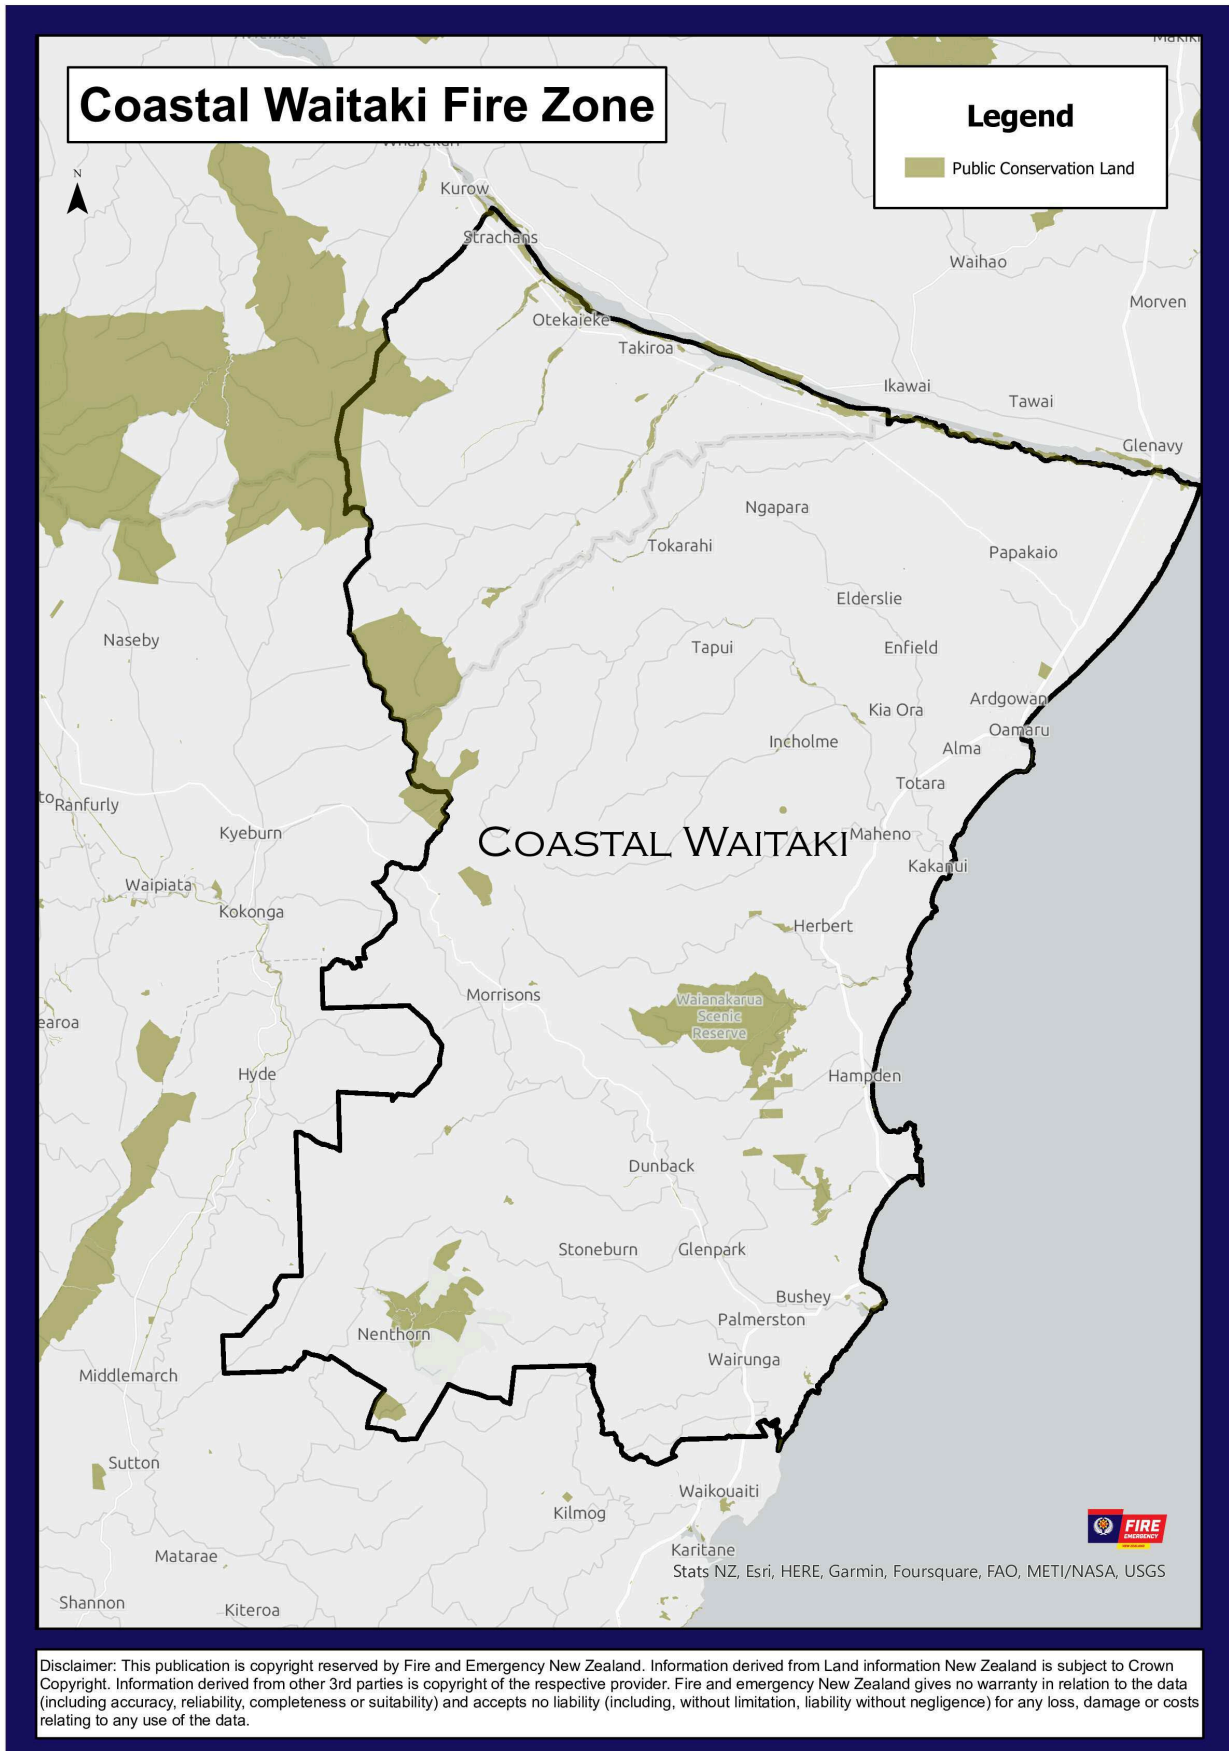 Coastal Waitaki Fire Zone
Legend
Public Conservation Land
N
Kurow
Strachans
Waihao
Morven
Otekaieke
Takiroa
Ikawai
Tawai
Glenavy
Ngapara
Tokarahi
Papakaio
Elderslie
Naseby
Tapui
Enfield
Ardgowan
Kia Ora
Oamaru
Incholme
Alma
Totara
Ranfurly
Kyeburn
COASTAL WAITAKI
Maheno
Kakanui
Waipiata
Kokonga
Herbert
Morrisons
Waianakarua
Scenic
Reserve
earoa
Hyde
Hampden
Dunback
Stoneburn
Glenpark
Bushey
Palmerston
Nenthorn
Wairunga
Middlemarch
Sutton
Waikouaiti
Kilmog
FIRE
EMERGENCY
Karitane
Matarae
Stats NZ, Esri, HERE, Garmin, Foursquare, FAO, METI/NASA, USGS
Shannon
Kiteroa
Disclaimer: This publication is copyright reserved by Fire and Emergency New Zealand. Information derived from Land information New Zealand is subject to Crown
Copyright. Information derived from other 3rd parties is copyright of the respective provider. Fire and emergency New Zealand gives no warranty in relation to the data
(including accuracy, reliability, completeness or suitability) and accepts no liability (including, without limitation, liability without negligence) for any loss, damage or costs
relating to any use of the data.